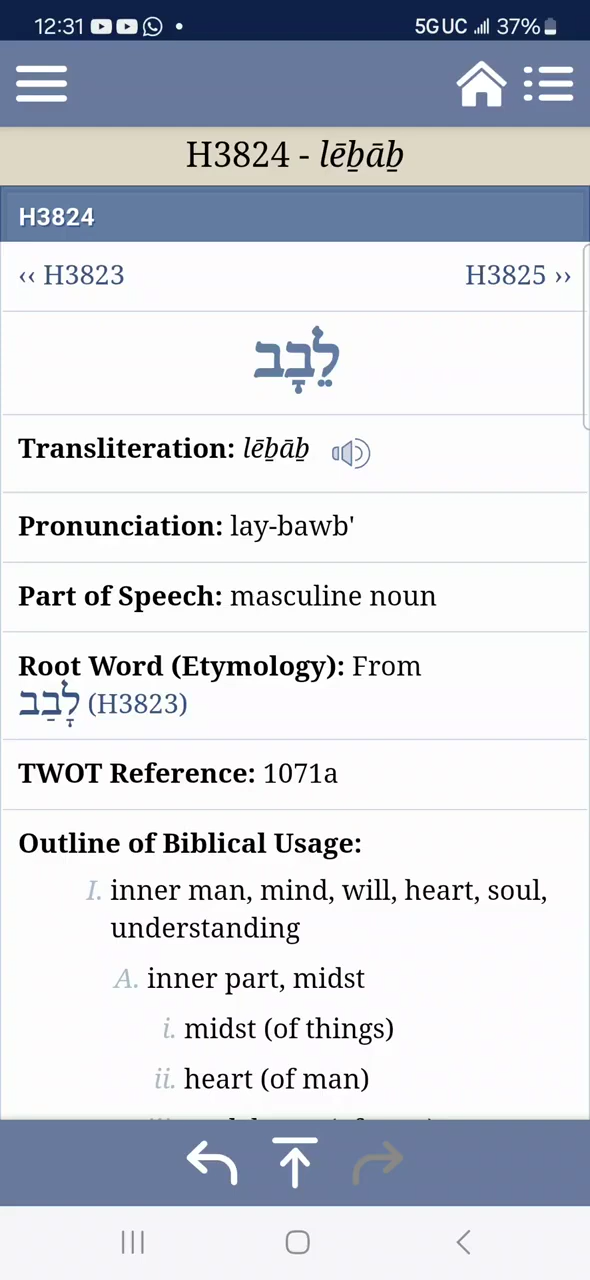 12:31 5G UC 37%
H3824 - lēḇāḇ
H3824
‹‹ H3823 H3825 ››
לֵבָב
Transliteration: lēḇāḇ
Pronunciation: lay-bawb'
Part of Speech: masculine noun
Root Word (Etymology): From
לָבַב (H3823)
TWOT Reference: 1071a
Outline of Biblical Usage:
I. inner man, mind, will, heart, soul,
understanding
A. inner part, midst
i. midst (of things)
ii. heart (of man)